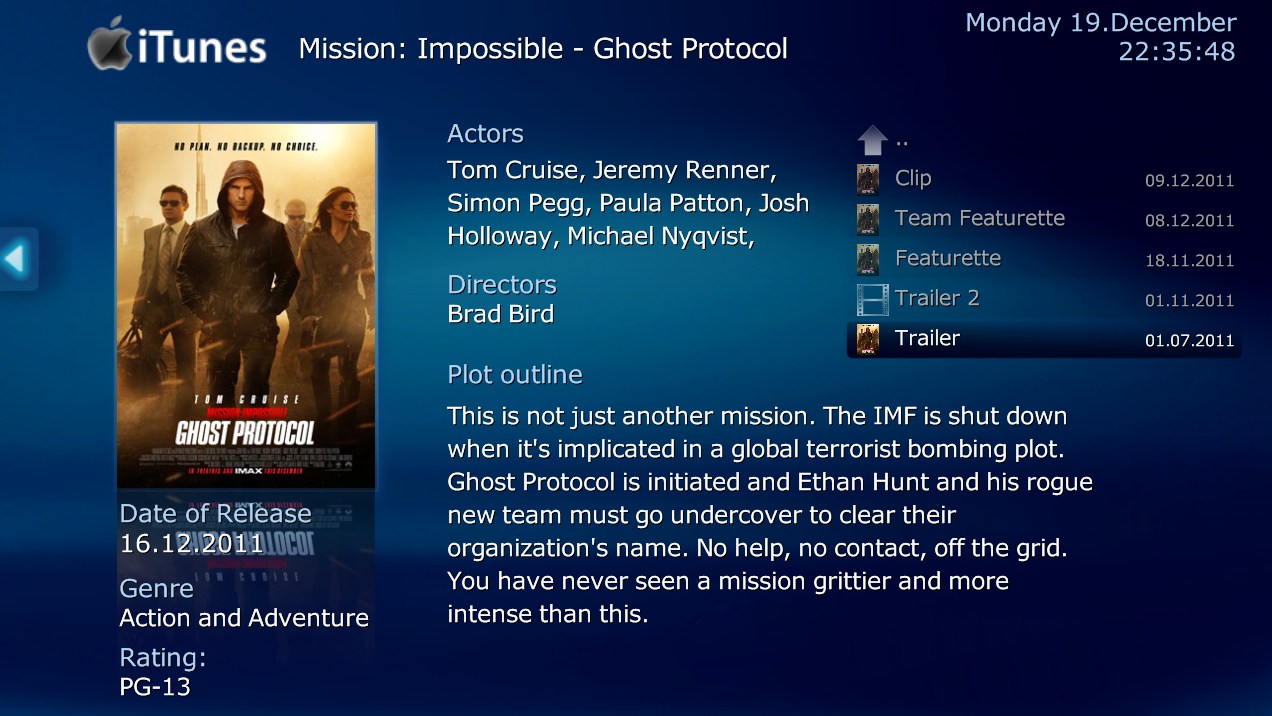 iTunes
Mission: Impossible - Ghost Protocol
Monday 19.December
22:35:48
NO PLAN. NO BACKUP. NO CHOICE.
TOM CRUISE
MISSION: IMPOSSIBLE
GHOST PROTOCOL
IN THEATRES AND IMAX THIS DECEMBER
Date of Release
16.12.2011
Genre
Action and Adventure
Rating:
PG-13
Actors
Tom Cruise, Jeremy Renner,
Simon Pegg, Paula Patton, Josh
Holloway, Michael Nyqvist,
Directors
Brad Bird
Plot outline
This is not just another mission. The IMF is shut down
when it's implicated in a global terrorist bombing plot.
Ghost Protocol is initiated and Ethan Hunt and his rogue
new team must go undercover to clear their
organization's name. No help, no contact, off the grid.
You have never seen a mission grittier and more
intense than this.
..
Clip 09.12.2011
Team Featurette 08.12.2011
Featurette 18.11.2011
Trailer 2 01.11.2011
Trailer 01.07.2011